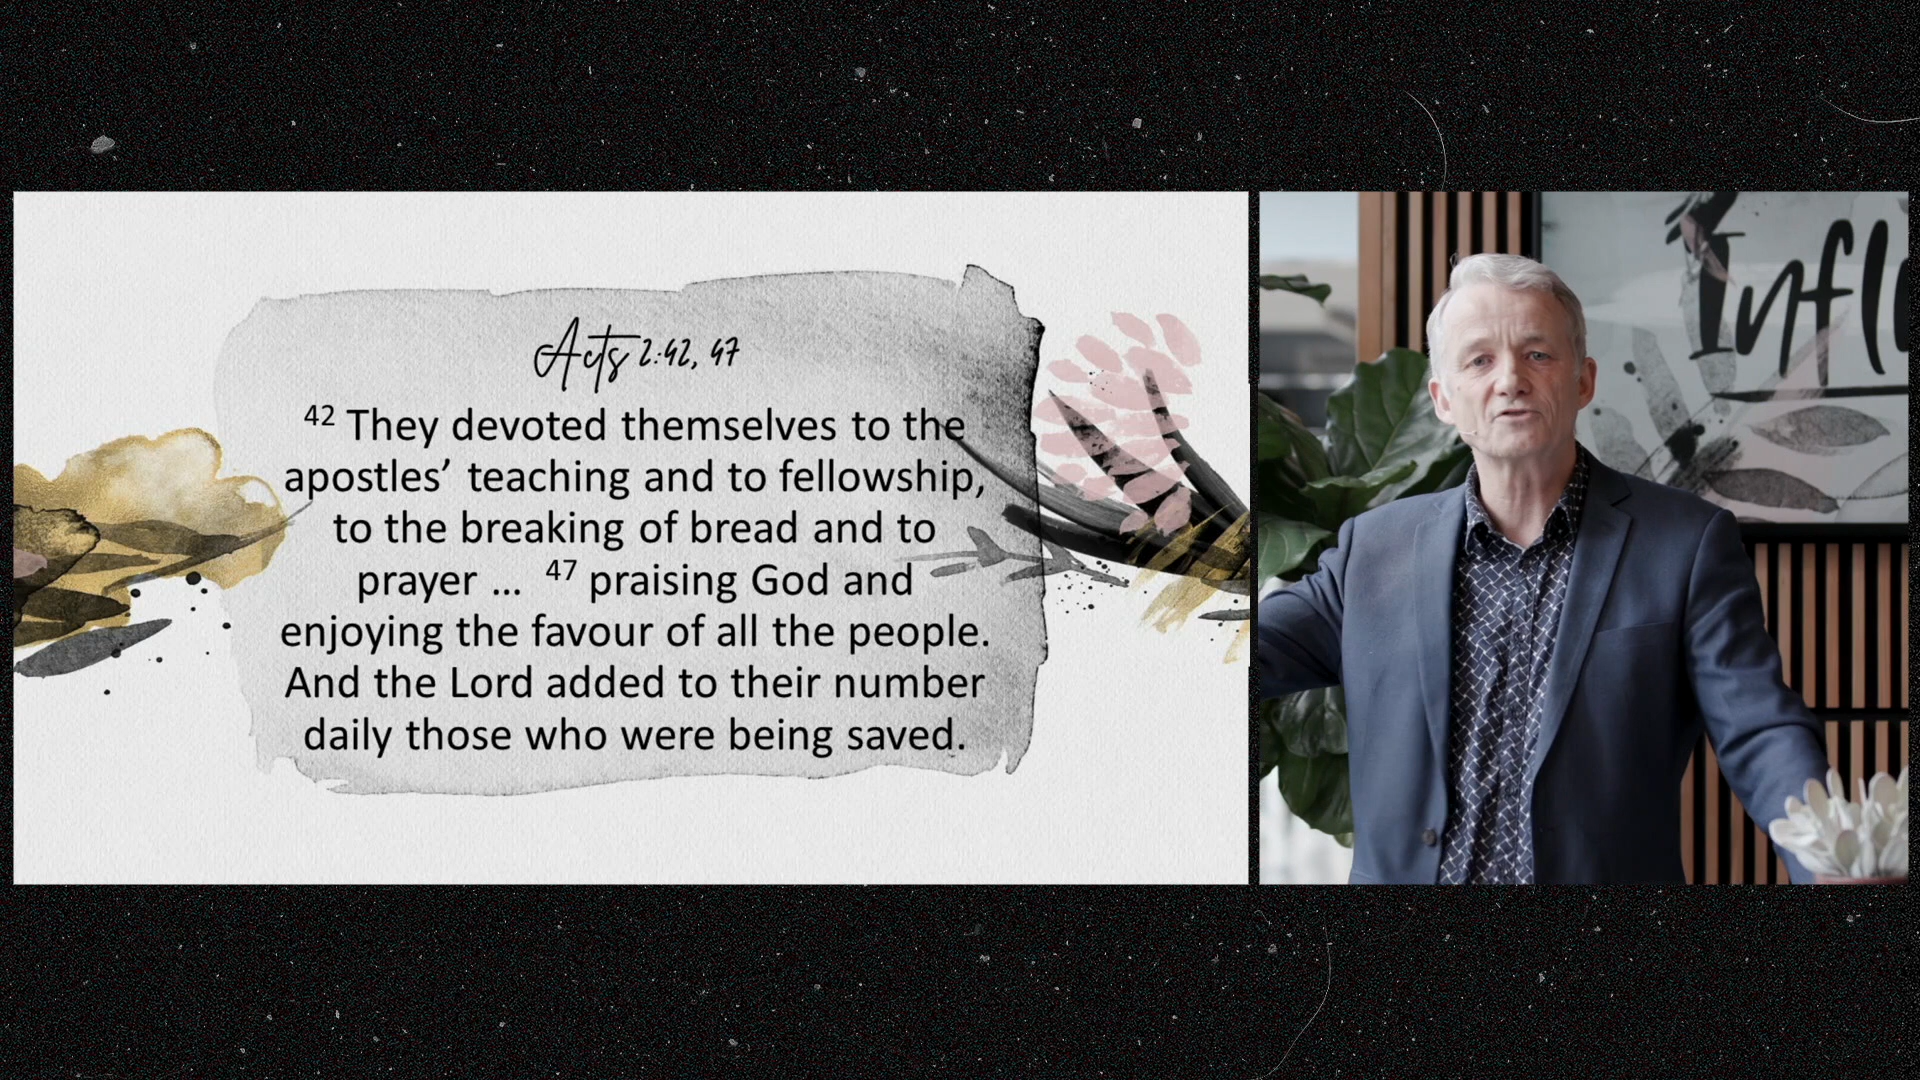 Acts 2:42, 47
42 They devoted themselves to the
apostles’ teaching and to fellowship,
to the breaking of bread and to
prayer ... 47 praising God and
enjoying the favour of all the people.
And the Lord added to their number
daily those who were being saved.
Infl